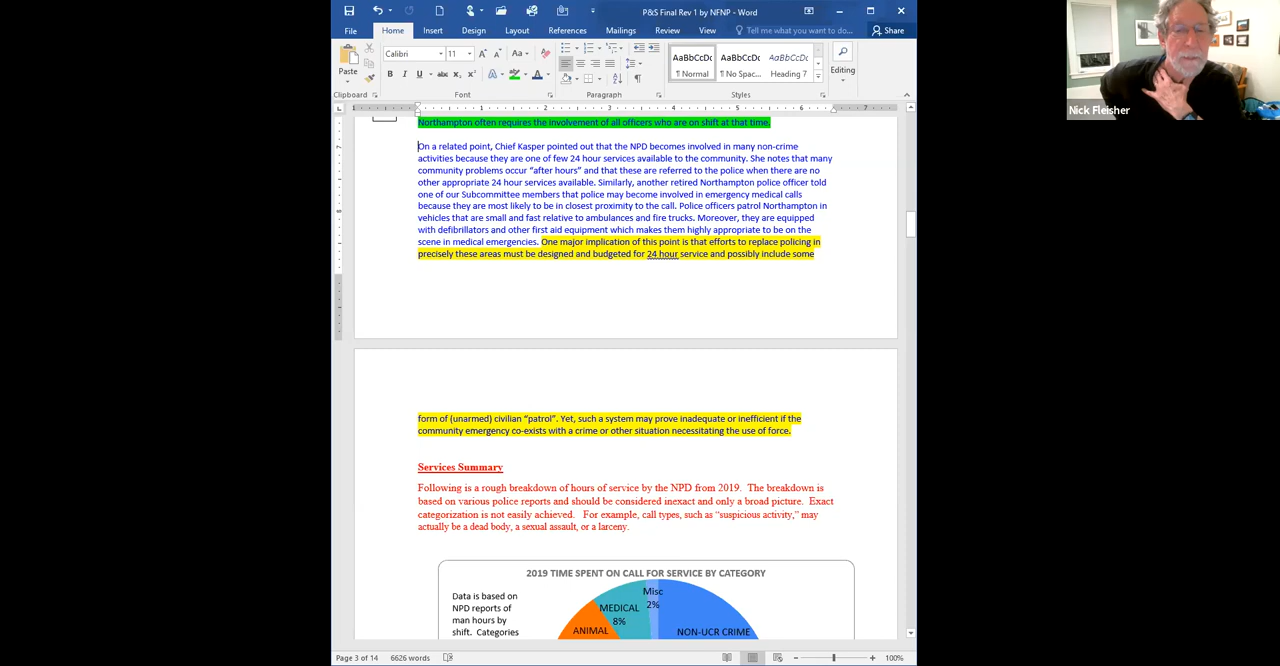 P&S Final Rev 1 by NFNP - Word
File
Home
Insert
Design
Layout
References
Mailings
Review
View
Tell me what you want to do...
Share
Paste
Calibri
11
Aa
B I U abc x₂ x²
AaBbCcDc
¶ Normal
AaBbCcDc
¶ No Spac...
AaBbCcDc
Heading 7
Editing
Clipboard
Font
Paragraph
Styles
Nick Fleisher
Northampton often requires the involvement of all officers who are on shift at that time.
On a related point, Chief Kasper pointed out that the NPD becomes involved in many non-crime
activities because they are one of few 24 hour services available to the community. She notes that many
community problems occur “after hours” and that these are referred to the police when there are no
other appropriate 24 hour services available. Similarly, another retired Northampton police officer told
one of our Subcommittee members that police may become involved in emergency medical calls
because they are most likely to be in closest proximity to the call. Police officers patrol Northampton in
vehicles that are small and fast relative to ambulances and fire trucks. Moreover, they are equipped
with defibrillators and other first aid equipment which makes them highly appropriate to be on the
scene in medical emergencies. One major implication of this point is that efforts to replace policing in
precisely these areas must be designed and budgeted for 24 hour service and possibly include some
form of (unarmed) civilian “patrol”. Yet, such a system may prove inadequate or inefficient if the
community emergency co-exists with a crime or other situation necessitating the use of force.
Services Summary
Following is a rough breakdown of hours of service by the NPD from 2019. The breakdown is
based on various police reports and should be considered inexact and only a broad picture. Exact
categorization is not easily achieved. For example, call types, such as “suspicious activity,” may
actually be a dead body, a sexual assault, or a larceny.
2019 TIME SPENT ON CALL FOR SERVICE BY CATEGORY
Data is based on
NPD reports of
man hours by
shift. Categories
Misc
2%
MEDICAL
8%
ANIMAL
NON-UCR CRIME
Page 3 of 14
6626 words
100%